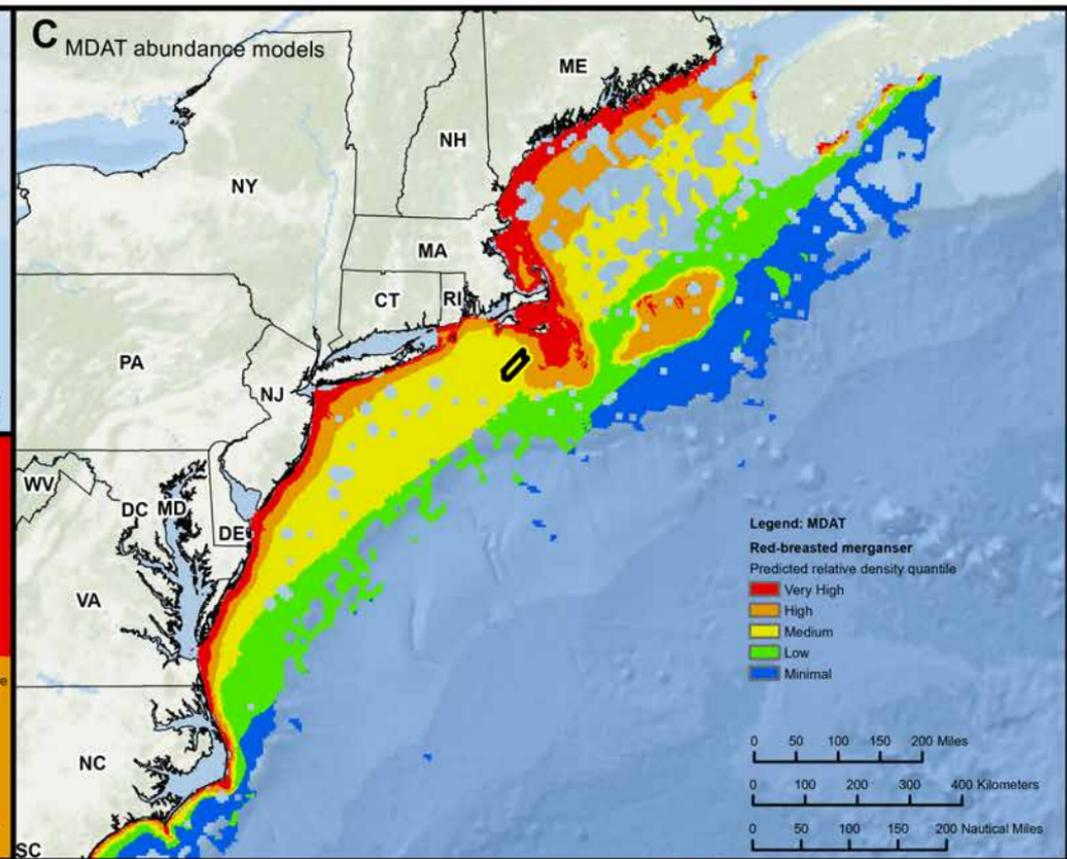 C MDAT abundance models
ME
NH
NY
MA
CT RI
PA
NJ
WV
DC MD
DE
VA
NC
SC
Legend: MDAT
Red-breasted merganser
Predicted relative density quantile
Very High
High
Medium
Low
Minimal
0 50 100 150 200 Miles
0 100 200 300 400 Kilometers
0 50 100 150 200 Nautical Miles
e